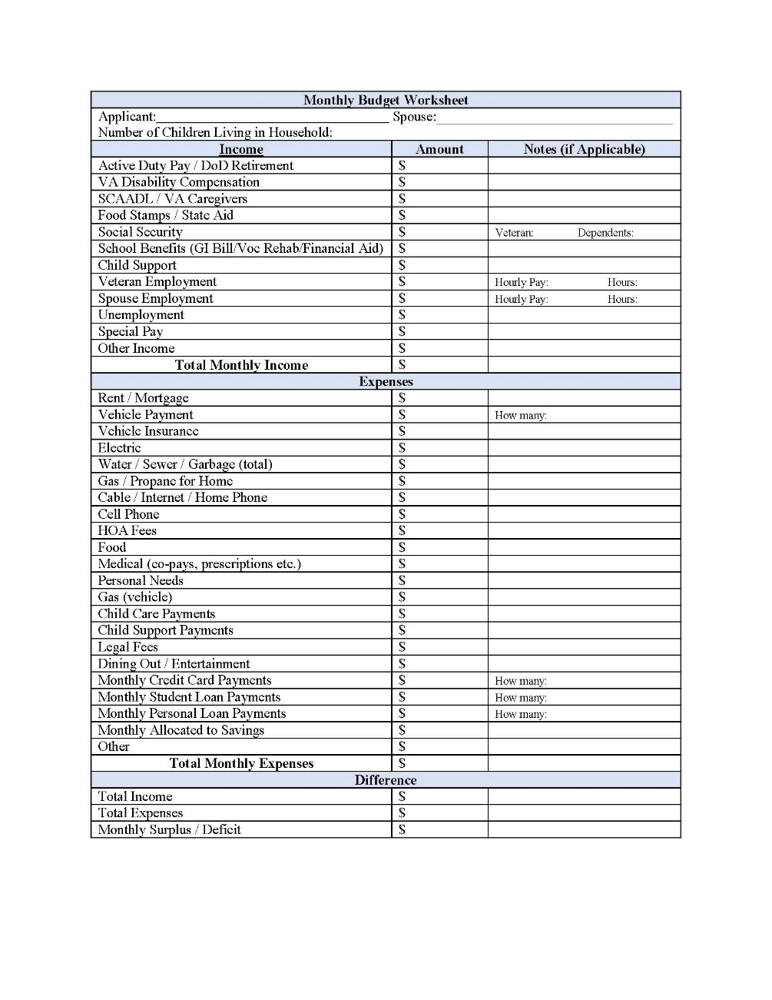 Monthly Budget Worksheet
Applicant:__________________________________ Spouse:__________________________________
Number of Children Living in Household:
Income Amount Notes (if Applicable)
Active Duty Pay / DoD Retirement $
VA Disability Compensation $
SCAADL / VA Caregivers $
Food Stamps / State Aid $
Social Security $ Veteran: Dependents:
School Benefits (GI Bill/Voc Rehab/Financial Aid) $
Child Support $
Veteran Employment $ Hourly Pay: Hours:
Spouse Employment $ Hourly Pay: Hours:
Unemployment $
Special Pay $
Other Income $
Total Monthly Income $
Expenses
Rent / Mortgage $
Vehicle Payment $ How many:
Vehicle Insurance $
Electric $
Water / Sewer / Garbage (total) $
Gas / Propane for Home $
Cable / Internet / Home Phone $
Cell Phone $
HOA Fees $
Food $
Medical (co-pays, prescriptions etc.) $
Personal Needs $
Gas (vehicle) $
Child Care Payments $
Child Support Payments $
Legal Fees $
Dining Out / Entertainment $
Monthly Credit Card Payments $ How many:
Monthly Student Loan Payments $ How many:
Monthly Personal Loan Payments $ How many:
Monthly Allocated to Savings $
Other $
Total Monthly Expenses $
Difference
Total Income $
Total Expenses $
Monthly Surplus / Deficit $